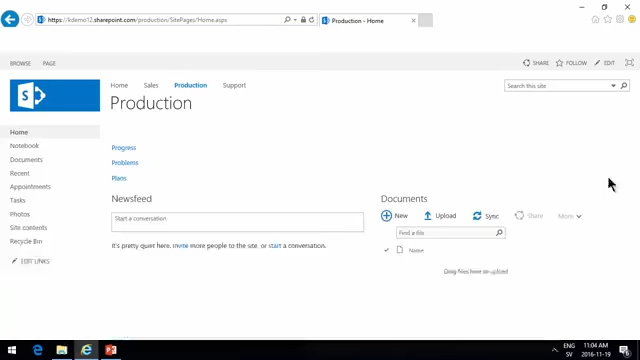 https://kdemo12.sharepoint.com/production/SitePages/Home.aspx
Production - Home
BROWSE PAGE
SHARE FOLLOW EDIT
Home Sales Production Support
Search this site
Production
Home
Notebook
Documents
Recent
Appointments
Tasks
Photos
Site contents
Recycle Bin
EDIT LINKS
Progress
Problems
Plans
Newsfeed
Start a conversation
It's pretty quiet here. Invite more people to the site, or start a conversation.
Documents
New Upload Sync Share More
Find a file
Name
Drag files here to upload
ENG
SV
11:04 AM
2016-11-19